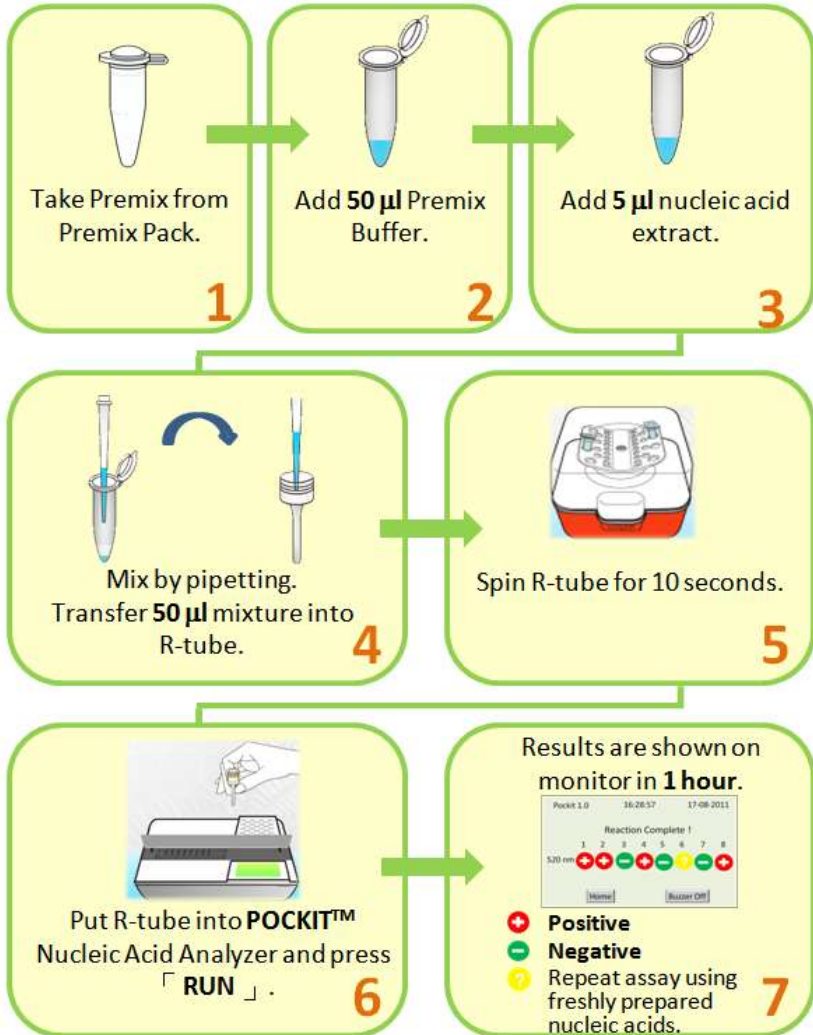 Take Premix from
Premix Pack.
1
Add 50 µl Premix
Buffer.
2
Add 5 µl nucleic acid
extract.
3
Mix by pipetting.
Transfer 50 µl mixture into
R-tube.
4
Spin R-tube for 10 seconds.
5
Put R-tube into POCKIT™
Nucleic Acid Analyzer and press
「 RUN 」.
6
Results are shown on
monitor in 1 hour.
Pockit 1.0 16:28:57 17-08-2011
Reaction Complete !
1 2 3 4 5 6 7 8
520 nm + + − + − ? − +
Home Buzzer Off
+ Positive
− Negative
? Repeat assay using
freshly prepared
nucleic acids.
7